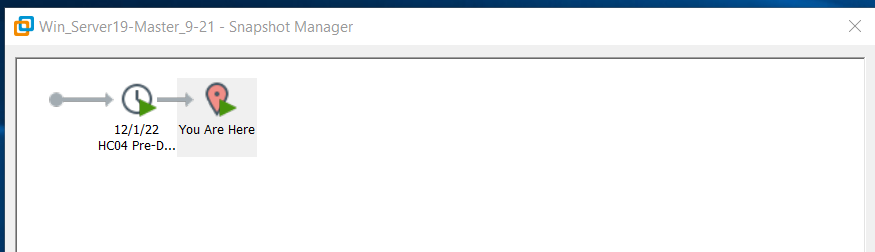 Win_Server19-Master_9-21 - Snapshot Manager
12/1/22
HC04 Pre-D...
You Are Here